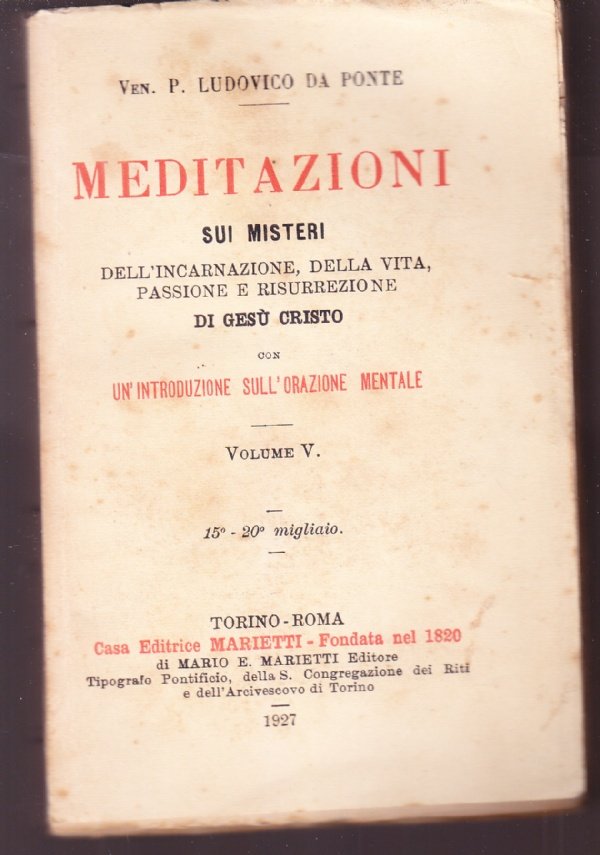 VEN. P. LUDOVICO DA PONTE
MEDITAZIONI
SUI MISTERI
DELL'INCARNAZIONE, DELLA VITA,
PASSIONE E RISURREZIONE
DI GESÙ CRISTO
CON
UN'INTRODUZIONE SULL'ORAZIONE MENTALE
VOLUME V.
15º - 20º migliaio.
TORINO-ROMA
Casa Editrice MARIETTI - Fondata nel 1820
di MARIO E. MARIETTI Editore
Tipografo Pontificio, della S. Congregazione dei Riti
e dell'Arcivescovo di Torino
1927